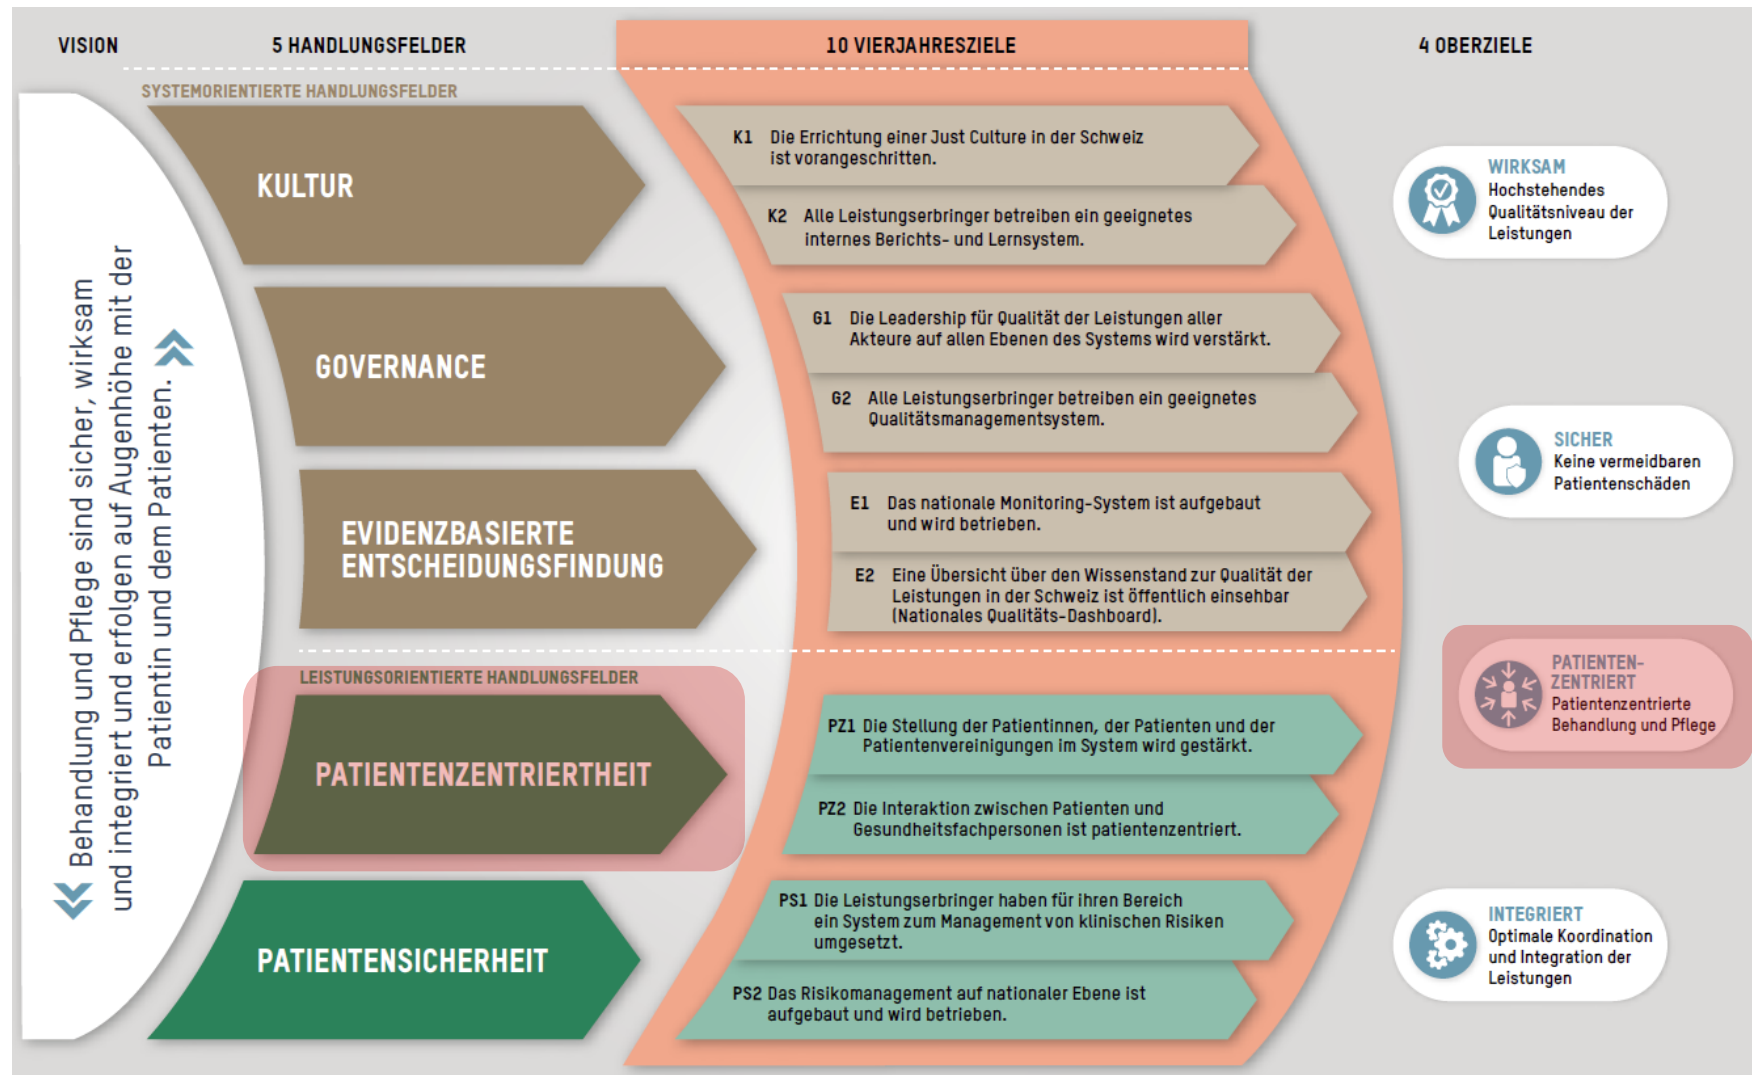 VISION
5 HANDLUNGSFELDER
10 VIERJAHRESZIELE
4 OBERZIELE
Behandlung und Pflege sind sicher, wirksam
und integriert und erfolgen auf Augenhöhe mit der
Patientin und dem Patienten.
SYSTEMORIENTIERTE HANDLUNGSFELDER
KULTUR
K1 Die Errichtung einer Just Culture in der Schweiz
ist vorangeschritten.
K2 Alle Leistungserbringer betreiben ein geeignetes
internes Berichts- und Lernsystem.
GOVERNANCE
G1 Die Leadership für Qualität der Leistungen aller
Akteure auf allen Ebenen des Systems wird verstärkt.
G2 Alle Leistungserbringer betreiben ein geeignetes
Qualitätsmanagementsystem.
EVIDENZBASIERTE
ENTSCHEIDUNGSFINDUNG
E1 Das nationale Monitoring-System ist aufgebaut
und wird betrieben.
E2 Eine Übersicht über den Wissenstand zur Qualität der
Leistungen in der Schweiz ist öffentlich einsehbar
(Nationales Qualitäts-Dashboard).
LEISTUNGSORIENTIERTE HANDLUNGSFELDER
PATIENTENZENTRIERTHEIT
PZ1 Die Stellung der Patientinnen, der Patienten und der
Patientenvereinigungen im System wird gestärkt.
PZ2 Die Interaktion zwischen Patienten und
Gesundheitsfachpersonen ist patientenzentriert.
PATIENTENSICHERHEIT
PS1 Die Leistungserbringer haben für ihren Bereich
ein System zum Management von klinischen Risiken
umgesetzt.
PS2 Das Risikomanagement auf nationaler Ebene ist
aufgebaut und wird betrieben.
WIRKSAM
Hochstehendes
Qualitätsniveau der
Leistungen
SICHER
Keine vermeidbaren
Patientenschäden
PATIENTEN-
ZENTRIERT
Patientenzentrierte
Behandlung und Pflege
INTEGRIERT
Optimale Koordination
und Integration der
Leistungen